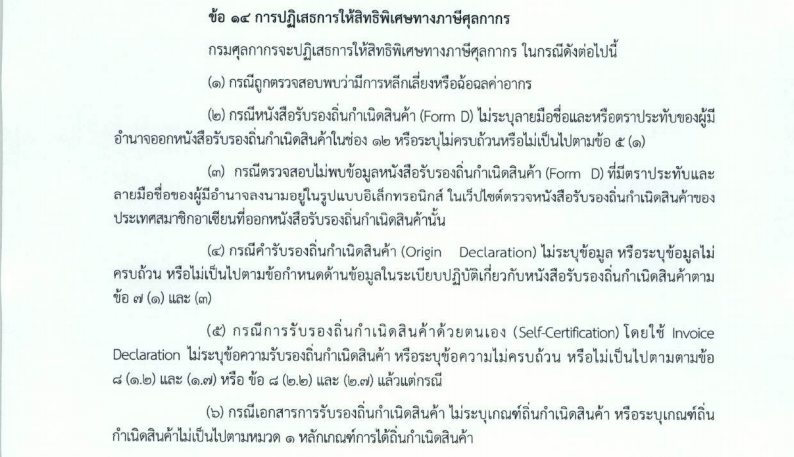 ข้อ ๑๔ การปฏิเสธการให้สิทธิพิเศษทางภาษีศุลกากร
กรมศุลกากรจะปฏิเสธการให้สิทธิพิเศษทางภาษีศุลกากร ในกรณีดังต่อไปนี้
(๑) กรณีถูกตรวจสอบพบว่ามีการหลีกเลี่ยงหรือฉ้อฉลค่าอากร
(๒) กรณีหนังสือรับรองถิ่นกำเนิดสินค้า (Form D) ไม่ระบุลายมือชื่อและหรือตราประทับของผู้มี
อำนาจออกหนังสือรับรองถิ่นกำเนิดสินค้าในช่อง ๑๒ หรือระบุไม่ครบถ้วนหรือไม่เป็นไปตามข้อ ๕ (๑)
(๓) กรณีตรวจสอบไม่พบข้อมูลหนังสือรับรองถิ่นกำเนิดสินค้า (Form D) ที่มีตราประทับและ
ลายมือชื่อของผู้มีอำนาจลงนามอยู่ในรูปแบบอิเล็กทรอนิกส์ ในเว็ปไซต์ตรวจหนังสือรับรองถิ่นกำเนิดสินค้าของ
ประเทศสมาชิกอาเซียนที่ออกหนังสือรับรองถิ่นกำเนิดสินค้านั้น
(๔) กรณีคำรับรองถิ่นกำเนิดสินค้า (Origin Declaration) ไม่ระบุข้อมูล หรือระบุข้อมูลไม่
ครบถ้วน หรือไม่เป็นไปตามข้อกำหนดด้านข้อมูลในระเบียบปฏิบัติเกี่ยวกับหนังสือรับรองถิ่นกำเนิดสินค้าตาม
ข้อ ๗ (๑) และ (๓)
(๕) กรณีการรับรองถิ่นกำเนิดสินค้าด้วยตนเอง (Self-Certification) โดยใช้ Invoice
Declaration ไม่ระบุข้อความรับรองถิ่นกำเนิดสินค้า หรือระบุข้อความไม่ครบถ้วน หรือไม่เป็นไปตามตามข้อ
๘ (๑.๒) และ (๑.๗) หรือ ข้อ ๘ (๒.๒) และ (๒.๗) แล้วแต่กรณี
(๖) กรณีเอกสารการรับรองถิ่นกำเนิดสินค้า ไม่ระบุเกณฑ์ถิ่นกำเนิดสินค้า หรือระบุเกณฑ์ถิ่น
กำเนิดสินค้าไม่เป็นไปตามหมวด ๑ หลักเกณฑ์การได้ถิ่นกำเนิดสินค้า